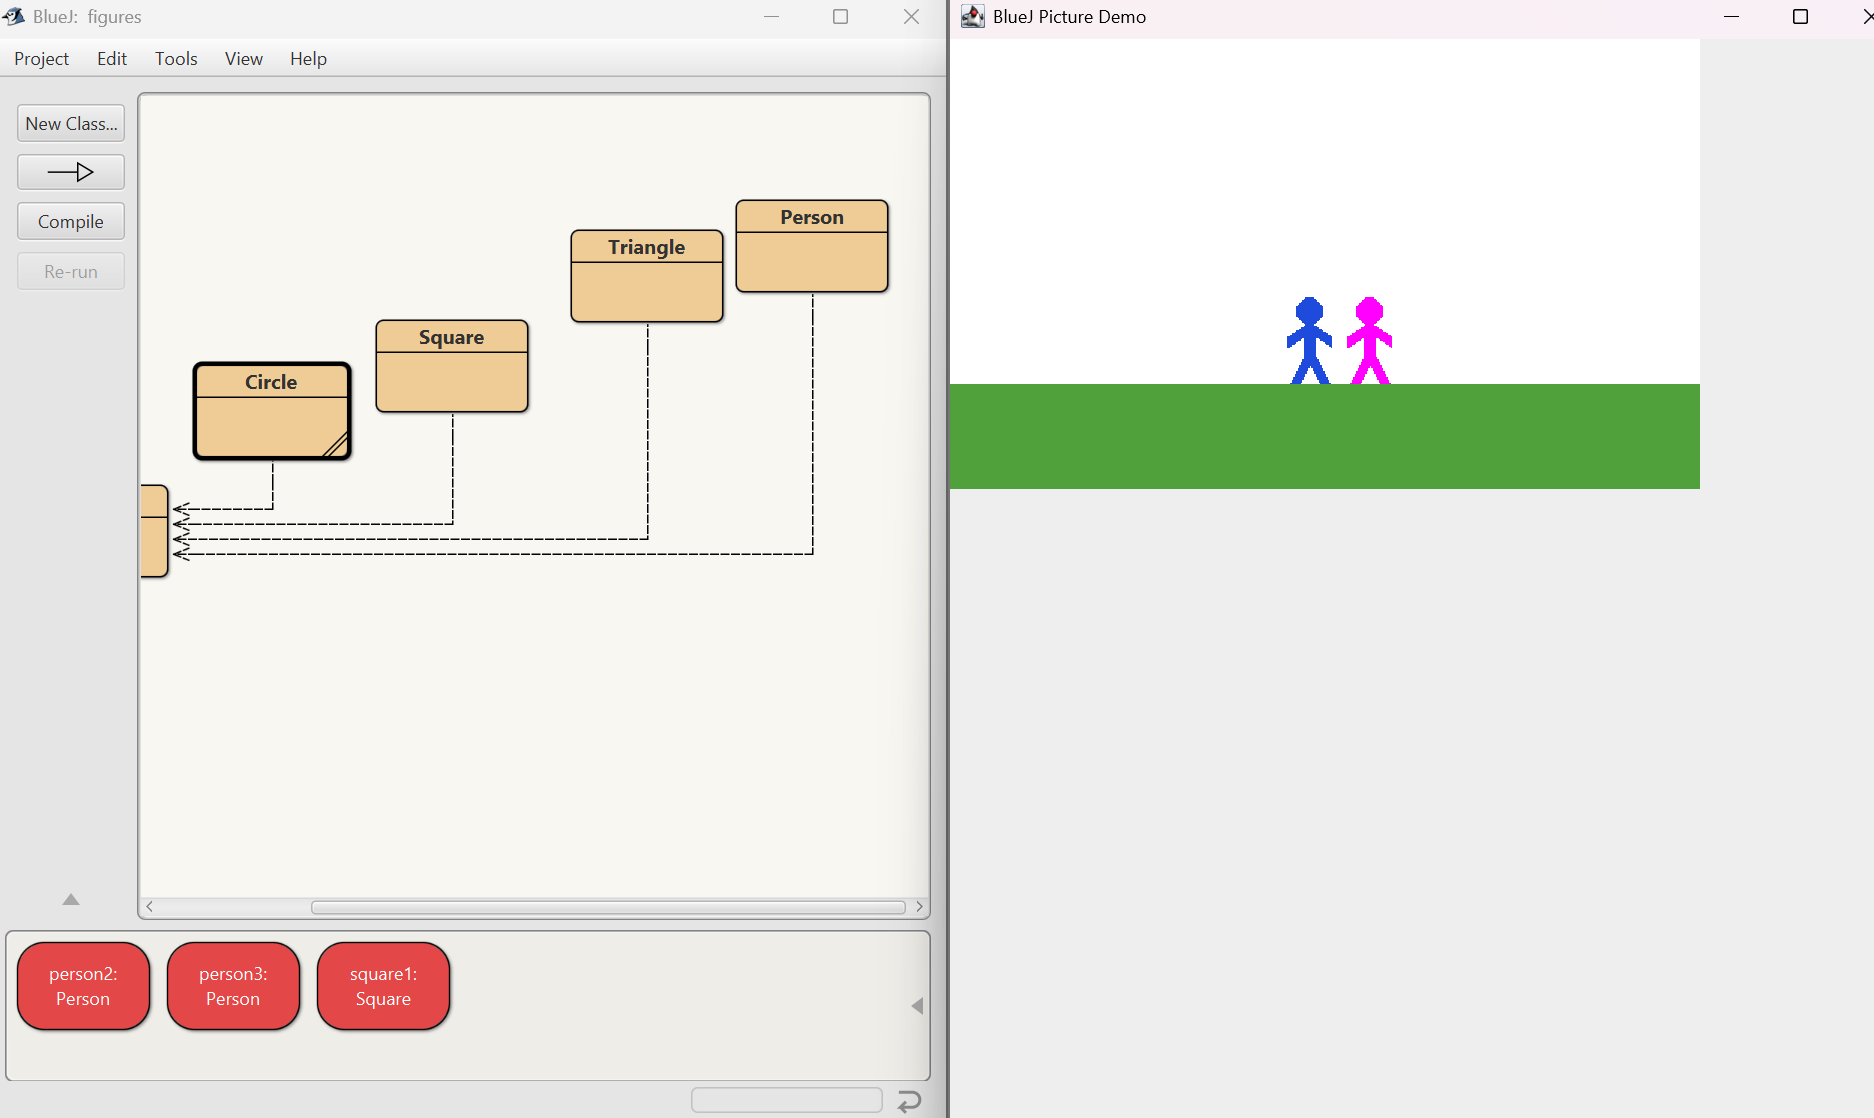 BlueJ: figures
Project Edit Tools View Help
New Class...
Compile
Re-run
Person
Triangle
Square
Circle
person2:
Person
person3:
Person
square1:
Square
BlueJ Picture Demo